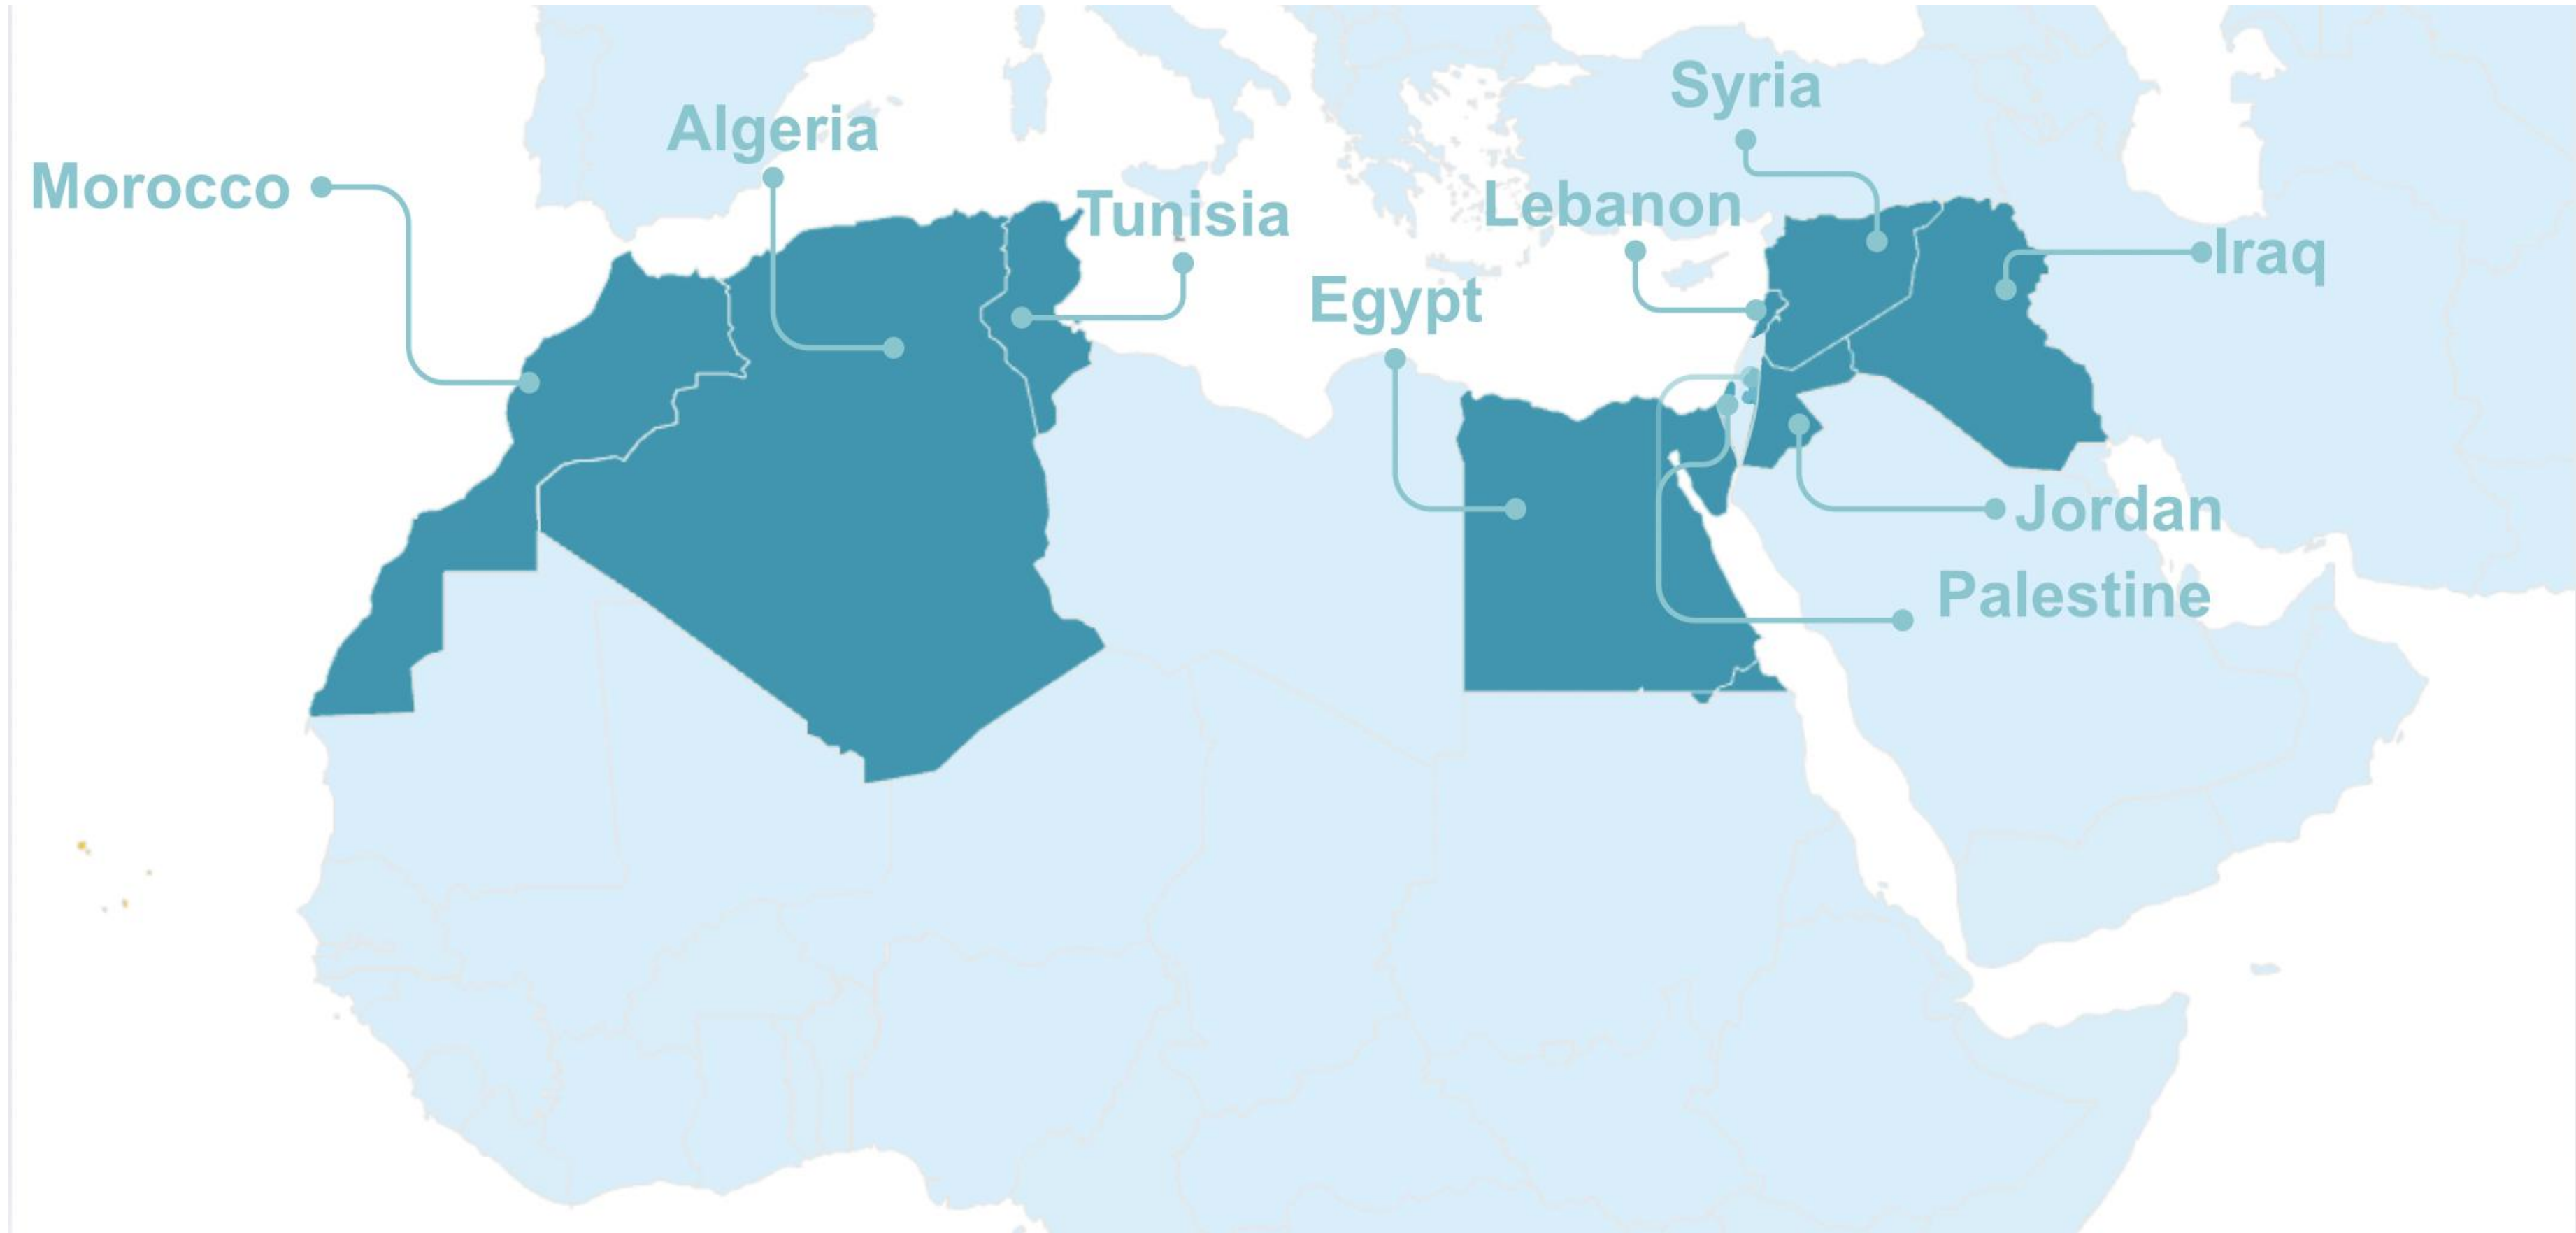 Syria
Algeria
Morocco
Tunisia
Lebanon
Iraq
Egypt
Jordan
Palestine